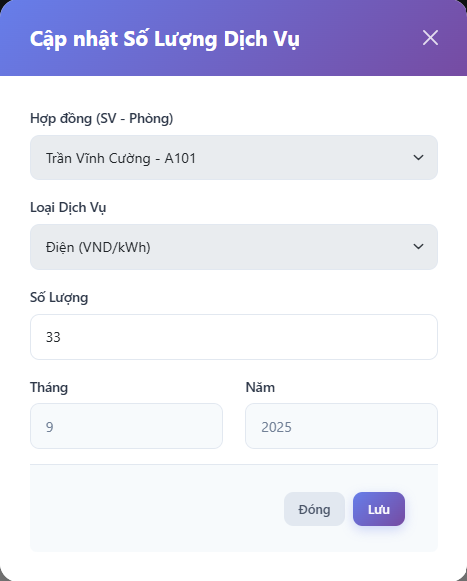 Cập nhật Số Lượng Dịch Vụ
Hợp đồng (SV - Phòng)
Trần Vĩnh Cường - A101
Loại Dịch Vụ
Điện (VND/kWh)
Số Lượng
33
Tháng
Năm
9
2025
Đóng
Lưu